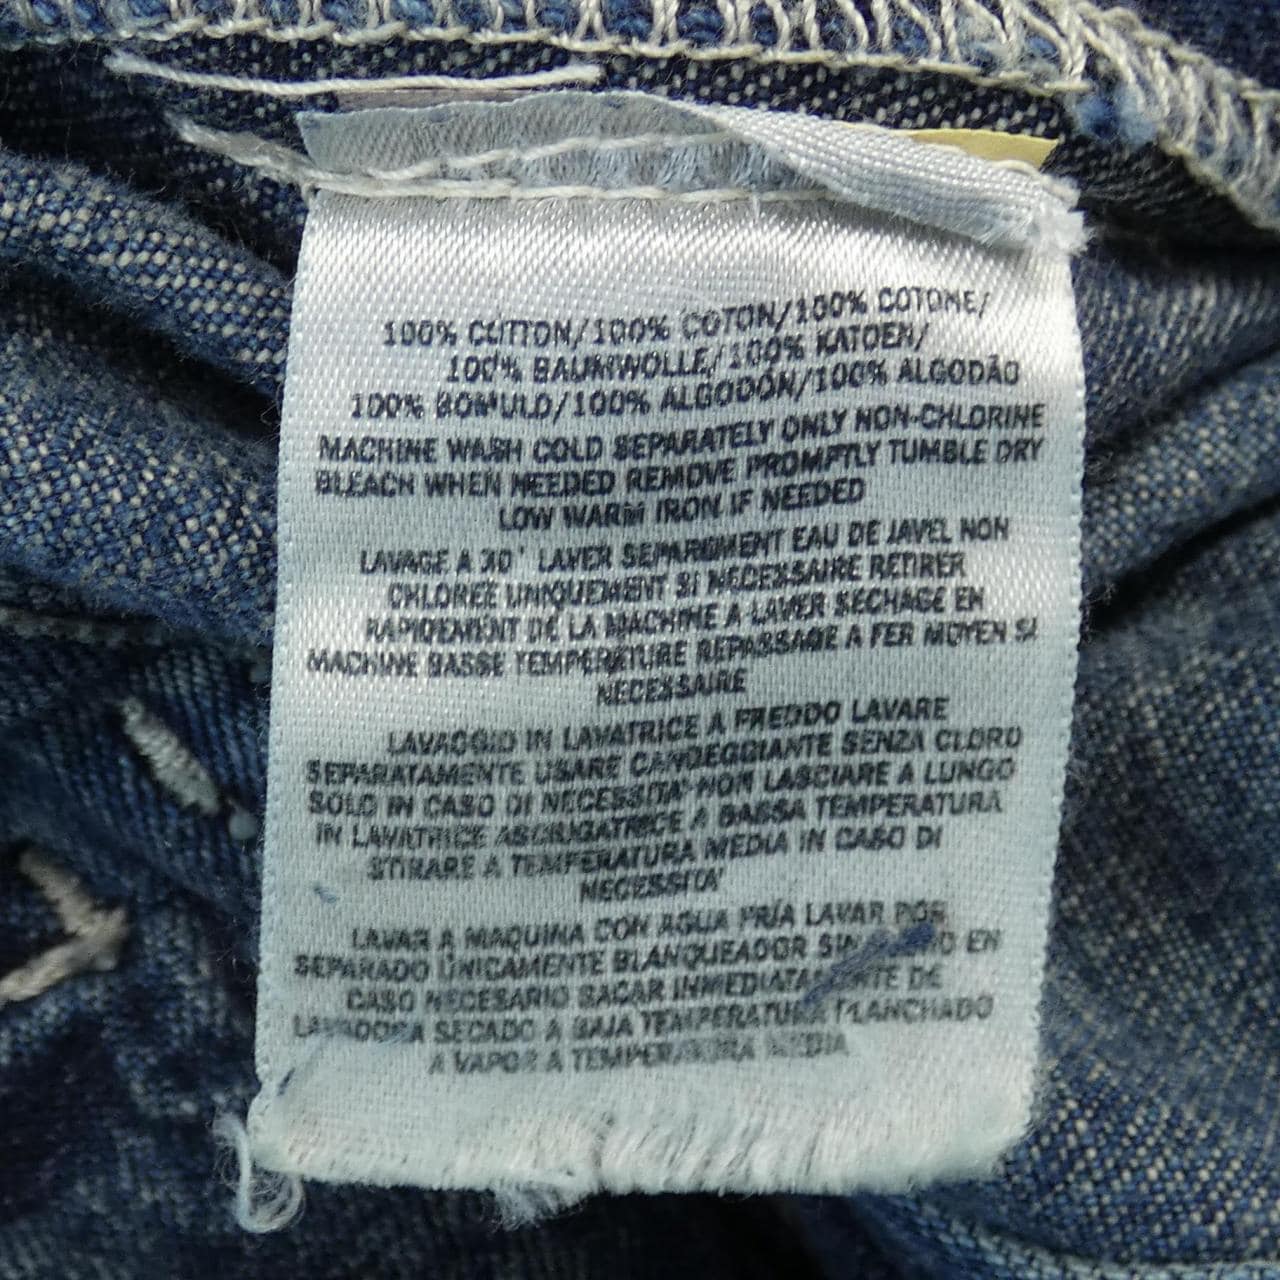 100% COTTON/100% COTON/100% COTONE/
100% BAUMWOLLE/100% KATOEN/
100% BOMULD/100% ALGODÓN/100% ALGODÃO
MACHINE WASH COLD SEPARATELY ONLY NON-CHLORINE
BLEACH WHEN NEEDED REMOVE PROMPTLY TUMBLE DRY
LOW WARM IRON IF NEEDED
LAVAGE A 30° LAVER SEPAREMENT EAU DE JAVEL NON
CHLOREE UNIQUEMENT SI NECESSAIRE RETIRER
RAPIDEMENT DE LA MACHINE A LAVER SECHAGE EN
MACHINE BASSE TEMPERATURE REPASSAGE A FER MOYEN SI
NECESSAIRE
LAVAGGIO IN LAVATRICE A FREDDO LAVARE
SEPARATAMENTE USARE CANDEGGIANTE SENZA CLORO
SOLO IN CASO DI NECESSITA' NON LASCIARE A LUNGO
IN LAVATRICE ASCIUGATRICE A BASSA TEMPERATURA
STIRARE A TEMPERATURA MEDIA IN CASO DI
NECESSITA'
LAVAR A MAQUINA CON AGUA FRÍA LAVAR POR
SEPARADO ÚNICAMENTE BLANQUEADOR SIN EN
CASO NECESARIO SACAR INMEDIATAMENTE DE
LAVADORA SECADO A BAJA TEMPERATURA PLANCHADO
A VAPOR A TEMPERATURA MEDIA